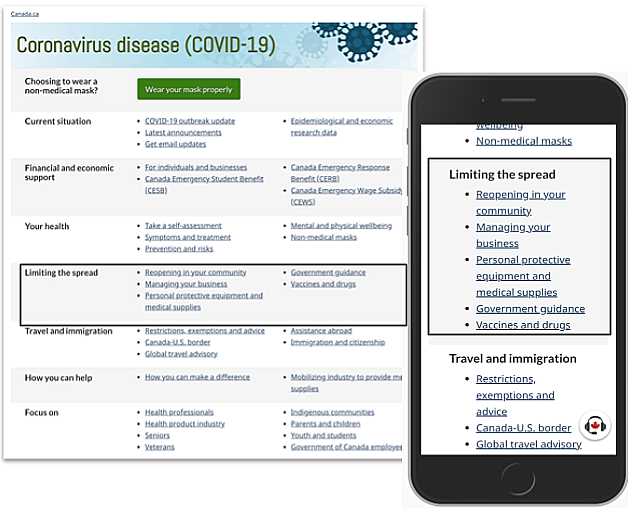 Canada.ca
Coronavirus disease (COVID-19)
Choosing to wear a
non-medical mask?
Wear your mask properly
Current situation
COVID-19 outbreak update
Latest announcements
Get email updates
Epidemiological and economic
research data
Financial and economic
support
For individuals and businesses
Canada Emergency Student Benefit
(CESB)
Canada Emergency Response
Benefit (CERB)
Canada Emergency Wage Subsidy
(CEWS)
Your health
Take a self-assessment
Symptoms and treatment
Prevention and risks
Mental and physical wellbeing
Non-medical masks
Limiting the spread
Reopening in your community
Managing your business
Personal protective equipment and
medical supplies
Government guidance
Vaccines and drugs
Travel and immigration
Restrictions, exemptions and advice
Canada-U.S. border
Global travel advisory
Assistance abroad
Immigration and citizenship
How you can help
How you can make a difference
Mobilizing industry to provide me
supplies
Focus on
Health professionals
Health product industry
Seniors
Veterans
Indigenous communities
Parents and children
Youth and students
Government of Canada employee
wellbeing
Non-medical masks
Limiting the spread
Reopening in your
community
Managing your
business
Personal protective
equipment and
medical supplies
Government guidance
Vaccines and drugs
Travel and immigration
Restrictions,
exemptions and
advice
Canada-U.S. border
Global travel advisory